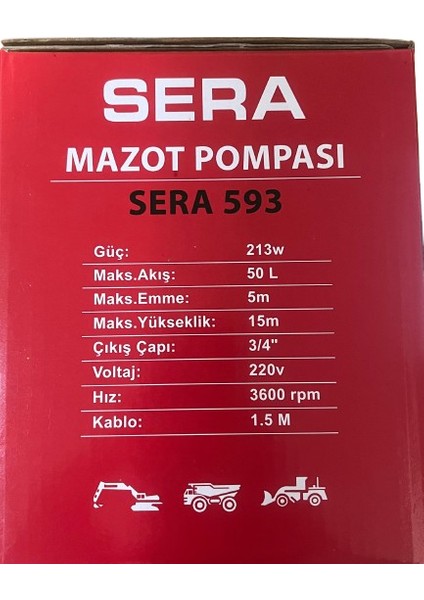 SERA
MAZOT POMPASI
SERA 593
Güç: 213w
Maks.Akış: 50 L
Maks.Emme: 5m
Maks.Yükseklik: 15m
Çıkış Çapı: 3/4"
Voltaj: 220v
Hız: 3600 rpm
Kablo: 1.5 M